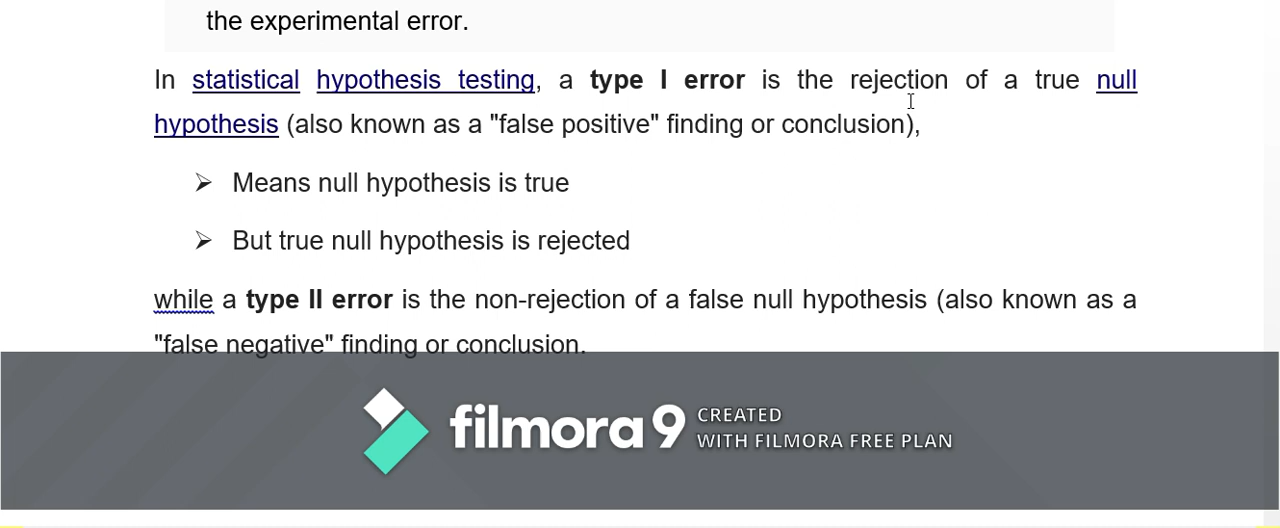 the experimental error.
In statistical hypothesis testing, a type I error is the rejection of a true null
hypothesis (also known as a "false positive" finding or conclusion),
➢ Means null hypothesis is true
➢ But true null hypothesis is rejected
while a type II error is the non-rejection of a false null hypothesis (also known as a
"false negative" finding or conclusion.
filmora 9 CREATED
WITH FILMORA FREE PLAN